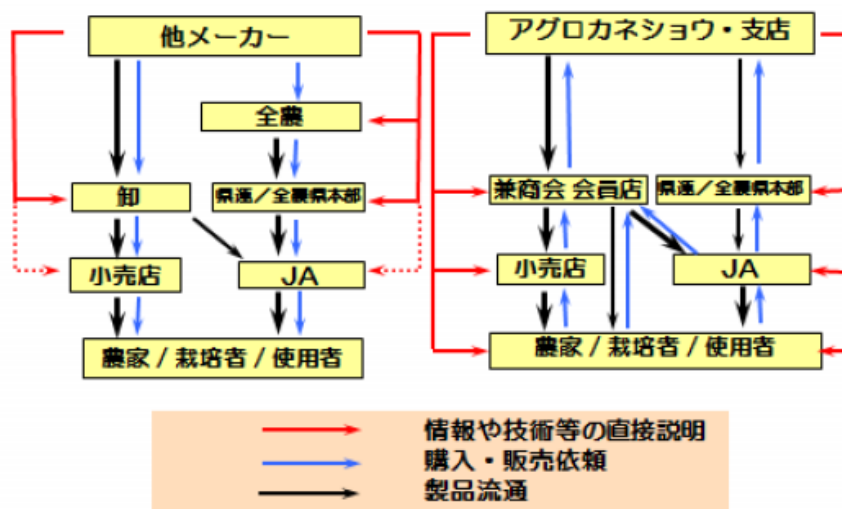 他メーカー
全農
卸
県連／全農県本部
小売店
JA
農家 / 栽培者 / 使用者
アグロカネショウ・支店
兼商会 会員店
県連／全農県本部
小売店
JA
農家 / 栽培者 / 使用者
情報や技術等の直接説明
購入・販売依頼
製品流通